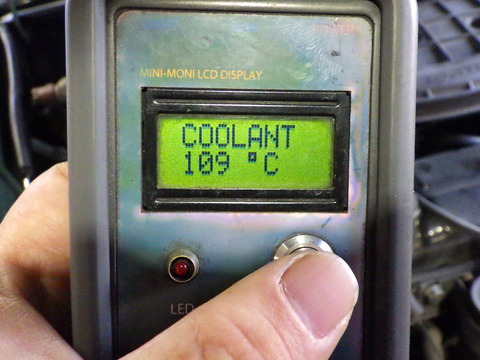 MINI-MONI LCD DISPLAY
COOLANT
109 °C
LED